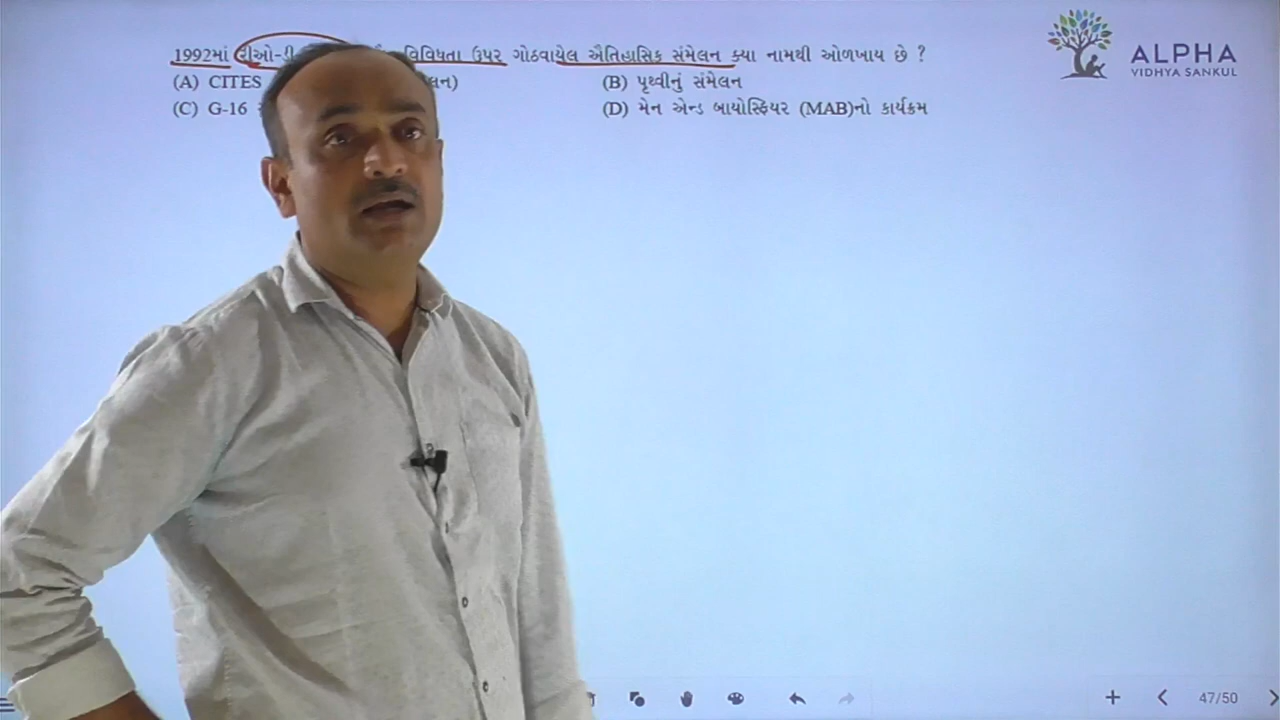 1992માં રીઓ-ડી વિવિધતા ઉપર ગોઠવાયેલ ઐતિહાસિક સંમેલન ક્યા નામથી ઓળખાય છે ?
(A) CITES
(B) પૃથ્વીનું સંમેલન
(C) G-16
(D) મેન એન્ડ બાયોસ્ફિયર (MAB)નો કાર્યક્રમ
ALPHA
VIDHYA SANKUL
47/50